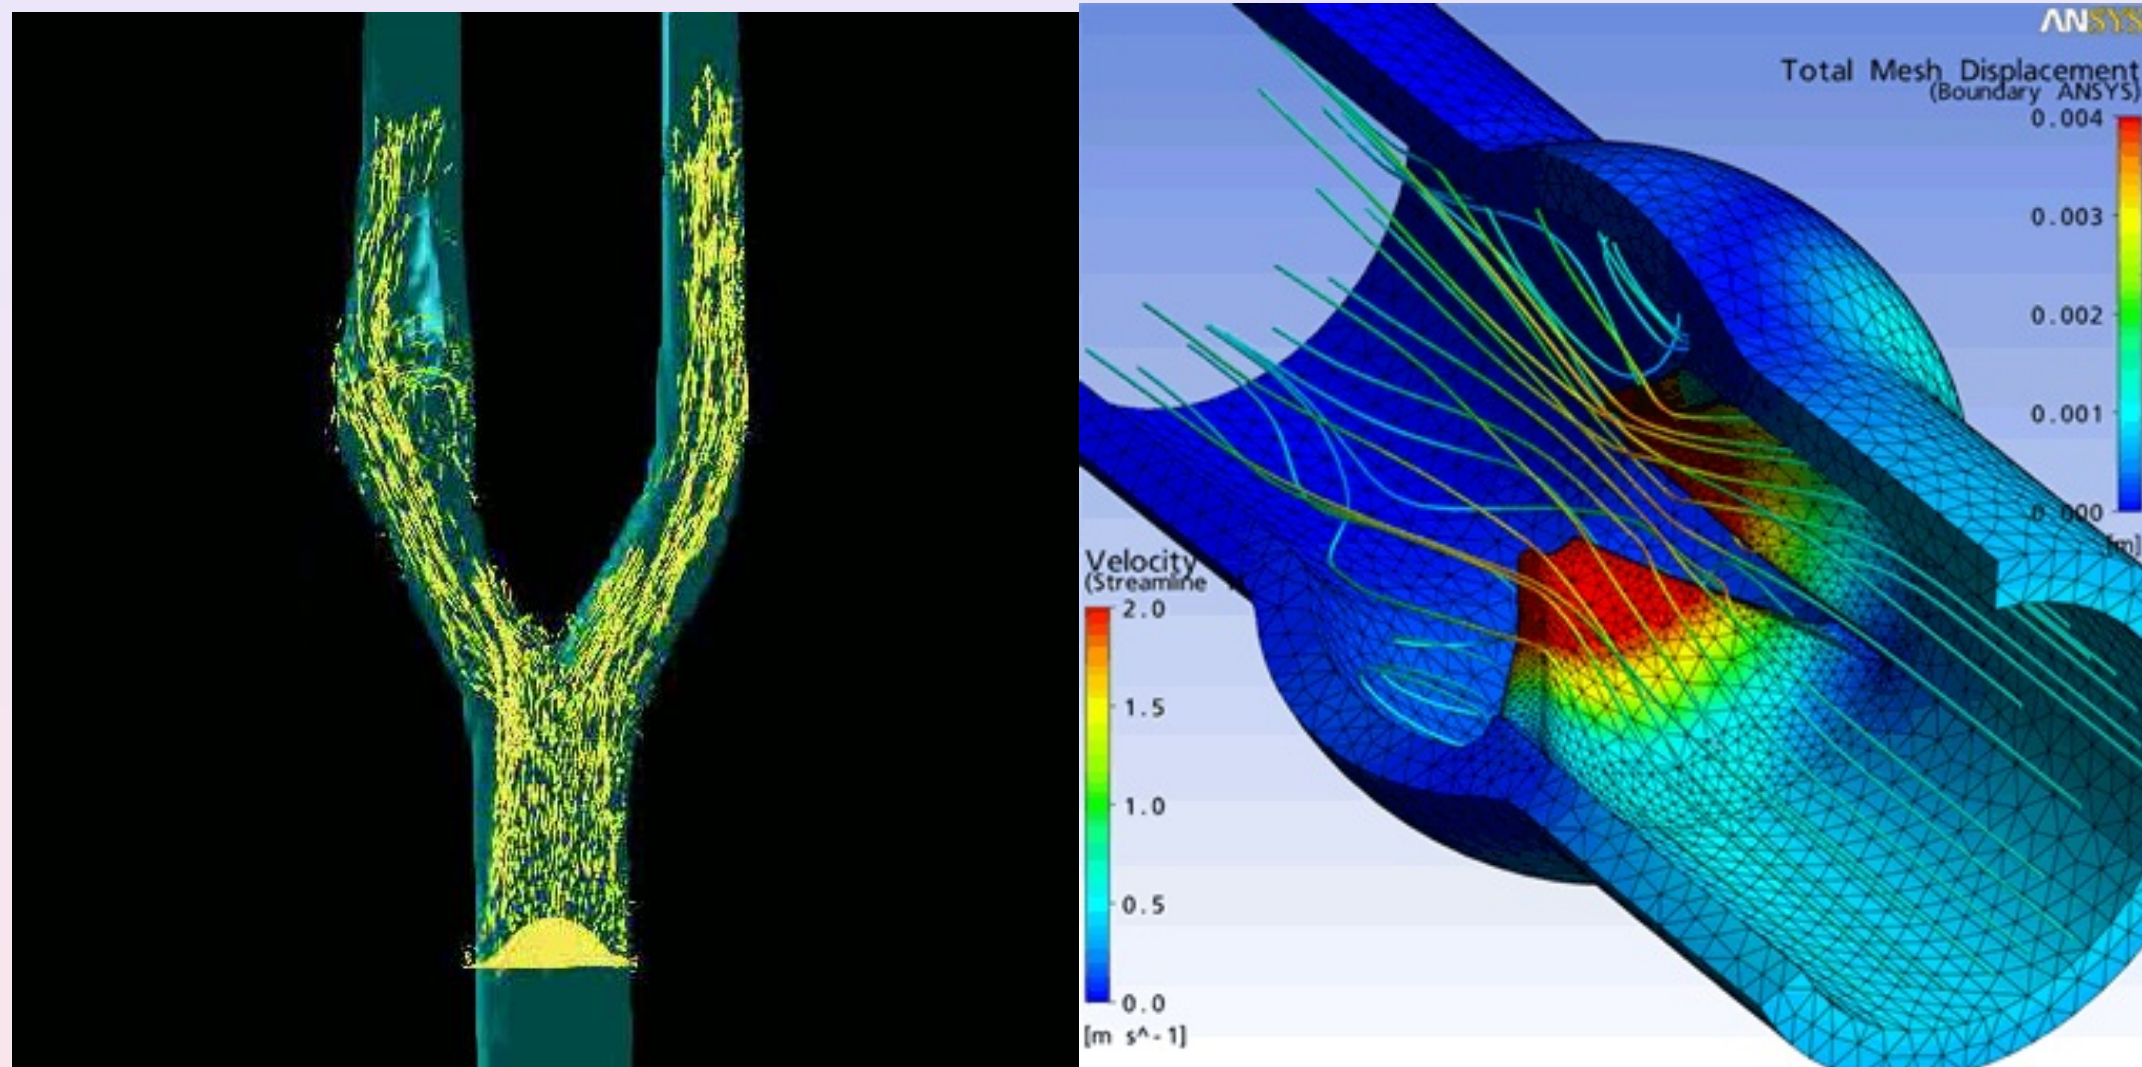 ANSYS
Total Mesh Displacement
(Boundary ANSYS)
0.004
0.003
0.002
0.001
0.000
[m]
Velocity
(Streamline
2.0
1.5
1.0
0.5
0.0
[m s^-1]